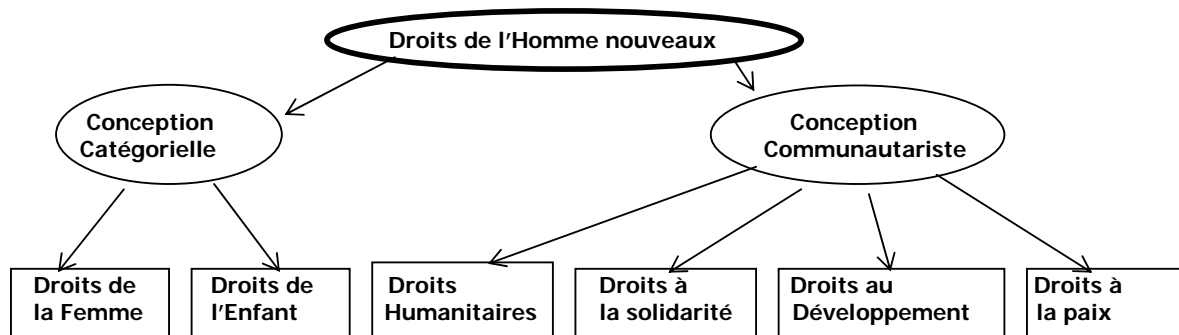 Droits de l'Homme nouveaux
Conception
Catégorielle
Conception
Communautariste
Droits de
la Femme
Droits de
l'Enfant
Droits
Humanitaires
Droits à
la solidarité
Droits au
Développement
Droits à
la paix